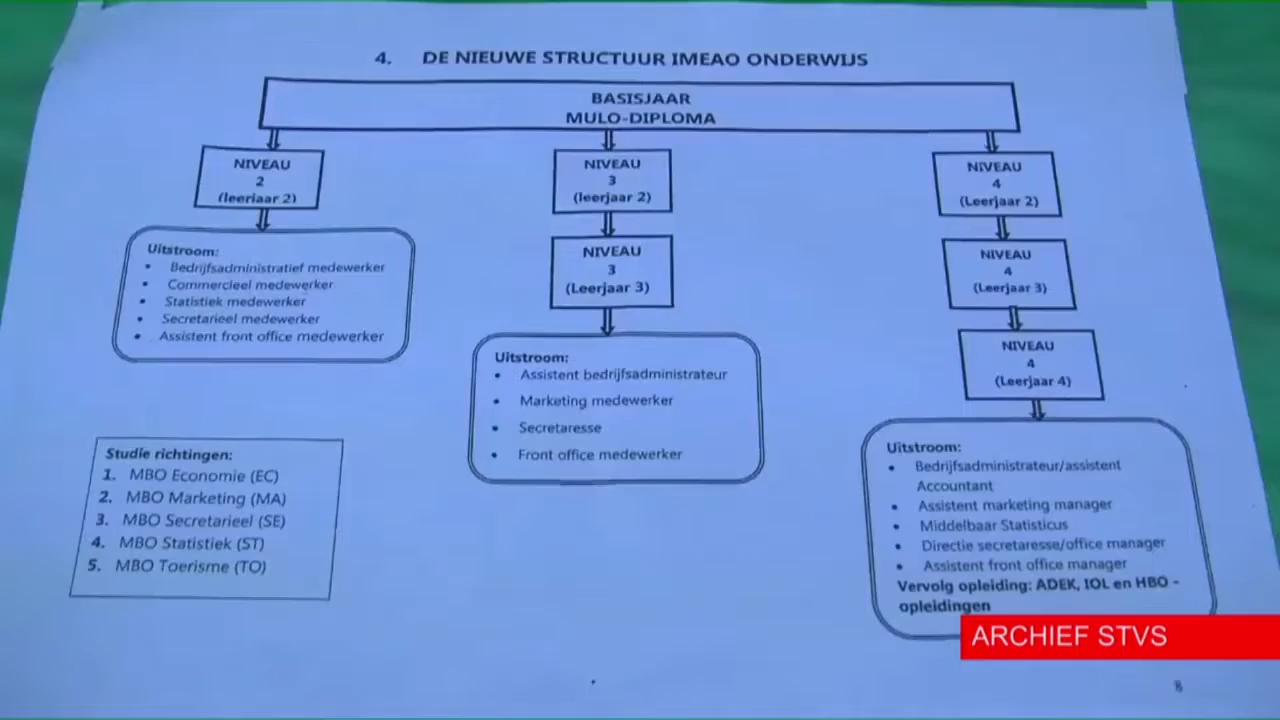 4. DE NIEUWE STRUCTUUR IMEAO ONDERWIJS
BASISJAAR
MULO-DIPLOMA
NIVEAU
2
(leerjaar 2)
Uitstroom:
• Bedrijfsadministratief medewerker
• Commercieel medewerker
• Statistiek medewerker
• Secretarieel medewerker
• Assistent front office medewerker
NIVEAU
3
(leerjaar 2)
NIVEAU
3
(Leerjaar 3)
Uitstroom:
• Assistent bedrijfsadministrateur
• Marketing medewerker
• Secretaresse
• Front office medewerker
NIVEAU
4
(Leerjaar 2)
NIVEAU
4
(Leerjaar 3)
NIVEAU
4
(Leerjaar 4)
Uitstroom:
• Bedrijfsadministrateur/assistent
Accountant
• Assistent marketing manager
• Middelbaar Statisticus
• Directie secretaresse/office manager
• Assistent front office manager
Vervolg opleiding: ADEK, IOL en HBO -
opleidingen
Studie richtingen:
1. MBO Economie (EC)
2. MBO Marketing (MA)
3. MBO Secretarieel (SE)
4. MBO Statistiek (ST)
5. MBO Toerisme (TO)
ARCHIEF STVS
8